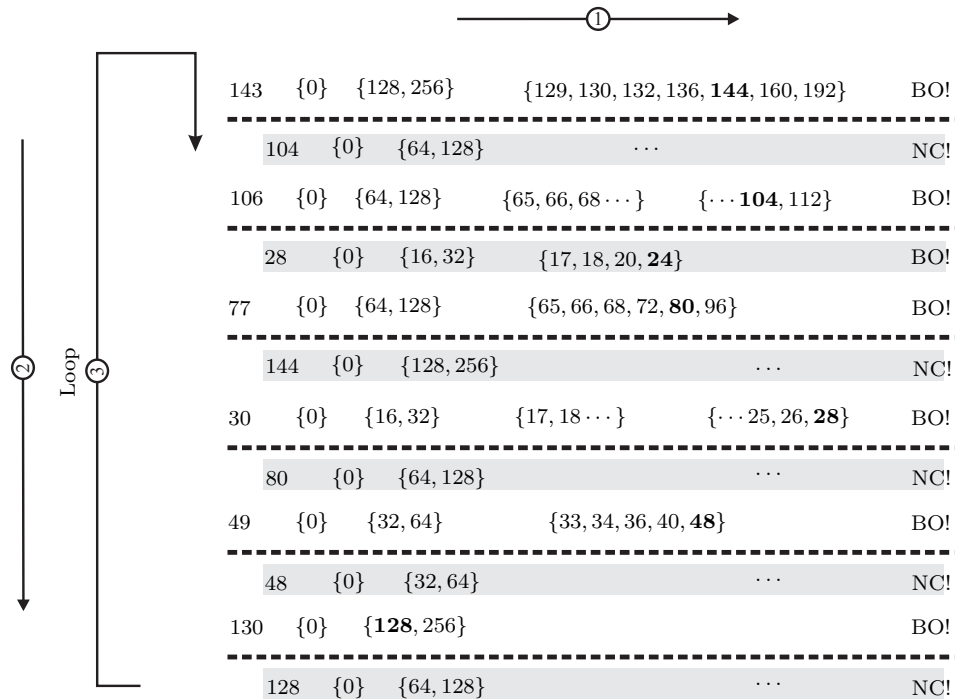 ①
143 {0} {128, 256} {129, 130, 132, 136, 144, 160, 192} BO!
104 {0} {64, 128} ··· NC!
106 {0} {64, 128} {65, 66, 68 ··· } {··· 104, 112} BO!
28 {0} {16, 32} {17, 18, 20, 24} BO!
77 {0} {64, 128} {65, 66, 68, 72, 80, 96} BO!
144 {0} {128, 256} ··· NC!
② Loop ③
30 {0} {16, 32} {17, 18 ··· } {··· 25, 26, 28} BO!
80 {0} {64, 128} ··· NC!
49 {0} {32, 64} {33, 34, 36, 40, 48} BO!
48 {0} {32, 64} ··· NC!
130 {0} {128, 256} BO!
128 {0} {64, 128} ··· NC!